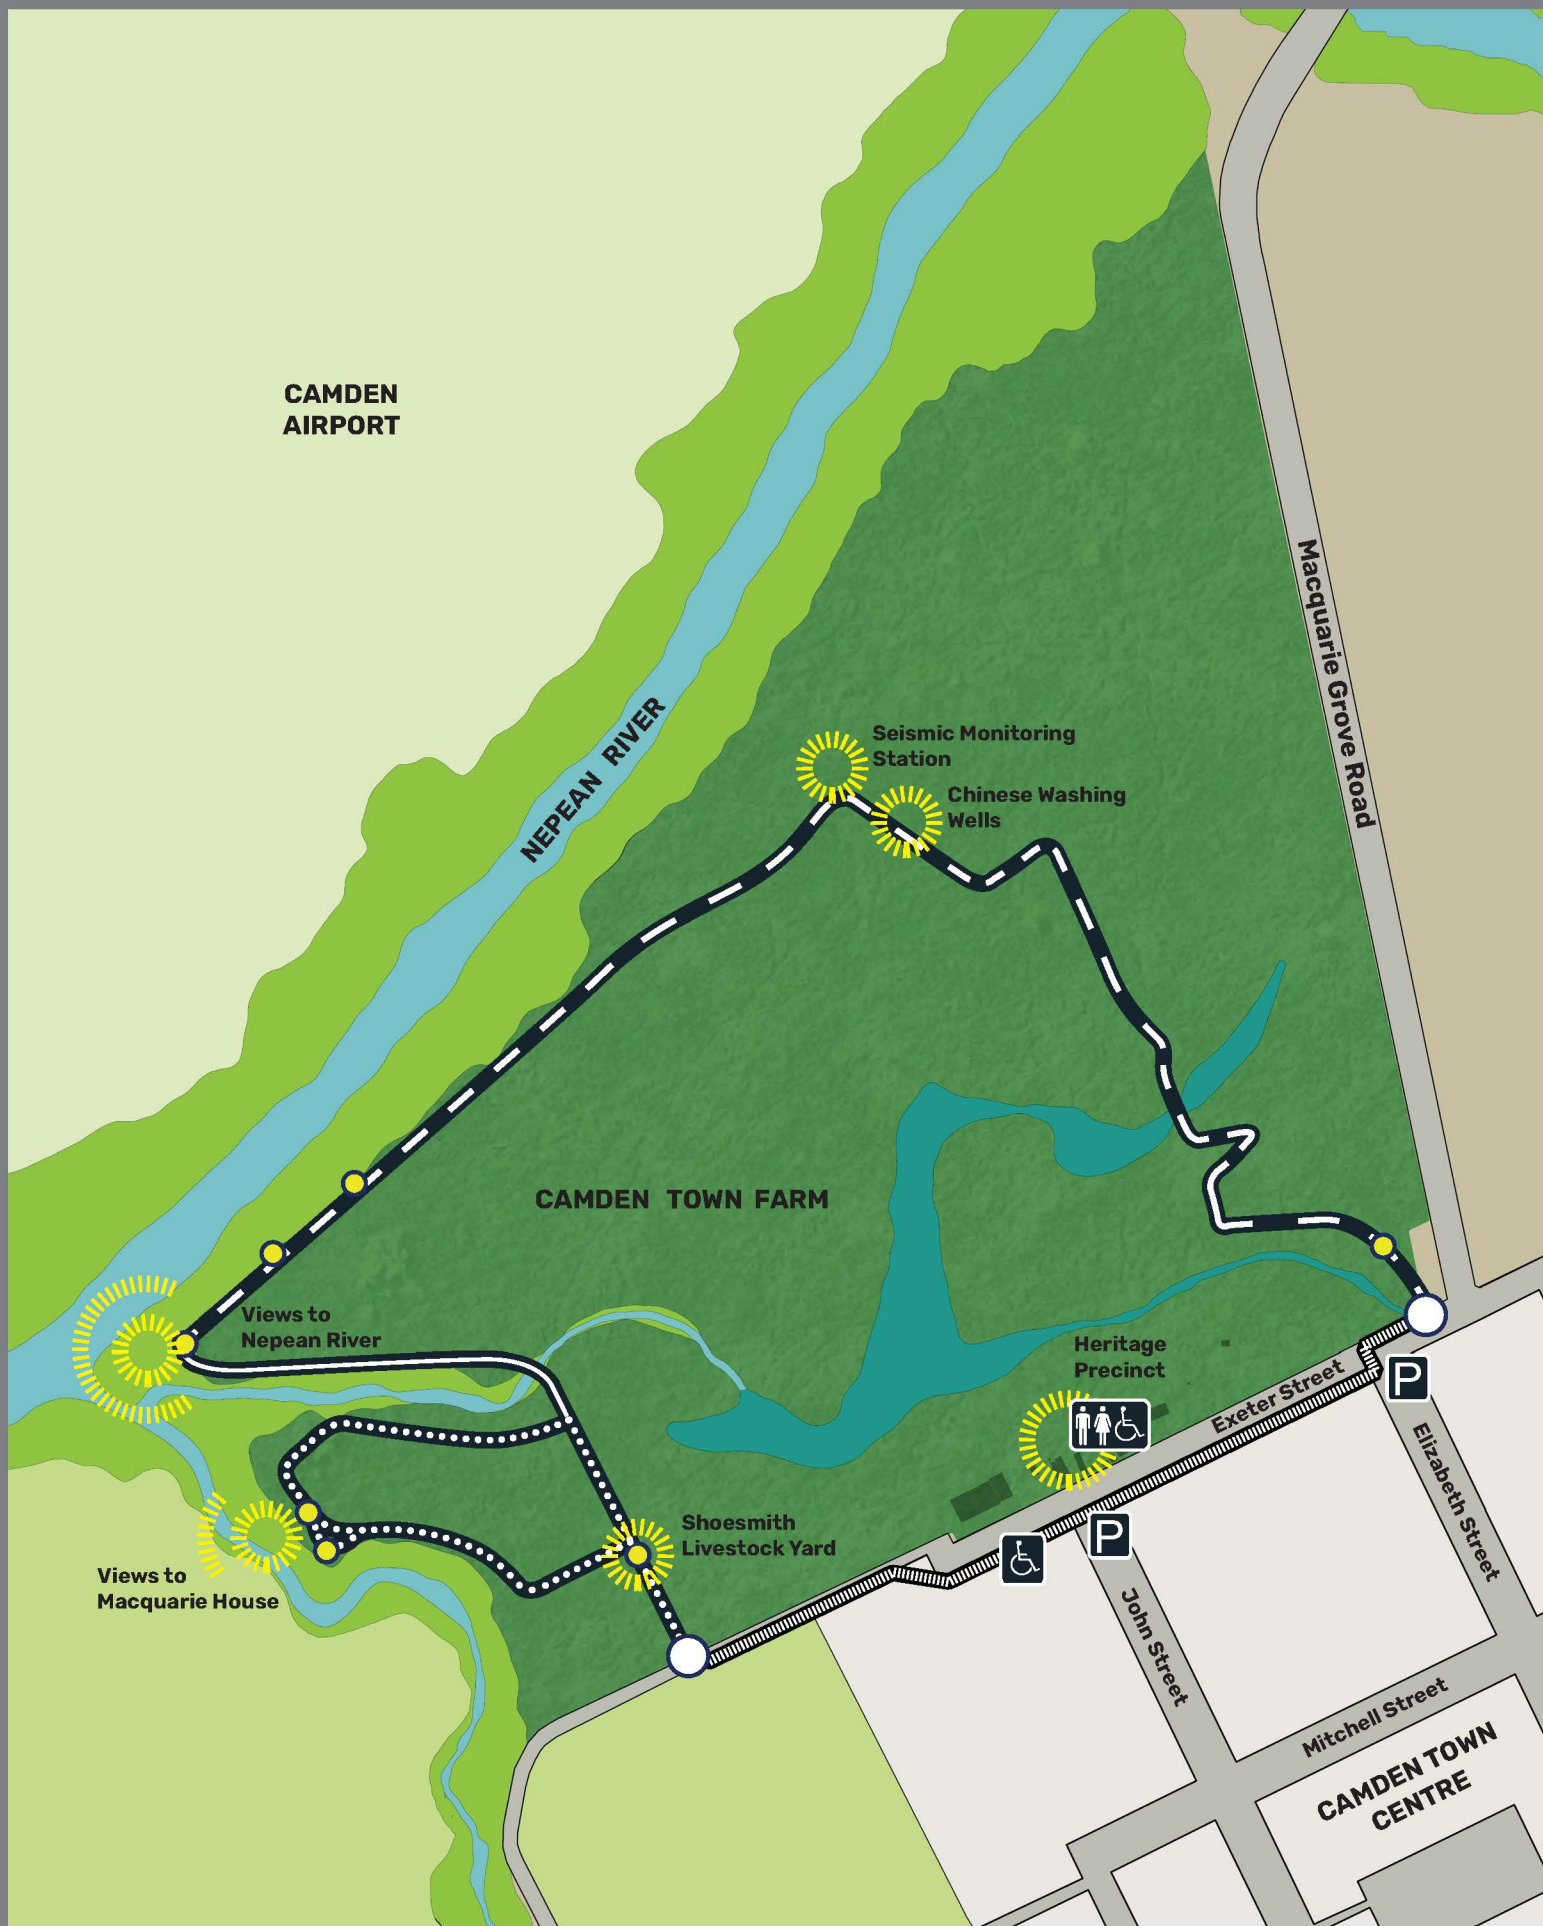 CAMDEN
AIRPORT
Macquarie Grove Road
NEPEAN RIVER
Seismic Monitoring
Station
Chinese Washing
Wells
CAMDEN TOWN FARM
Views to
Nepean River
Heritage
Precinct
Exeter Street
P
Elizabeth Street
Shoesmith
Livestock Yard
P
Views to
Macquarie House
John Street
Mitchell Street
CAMDEN TOWN
CENTRE